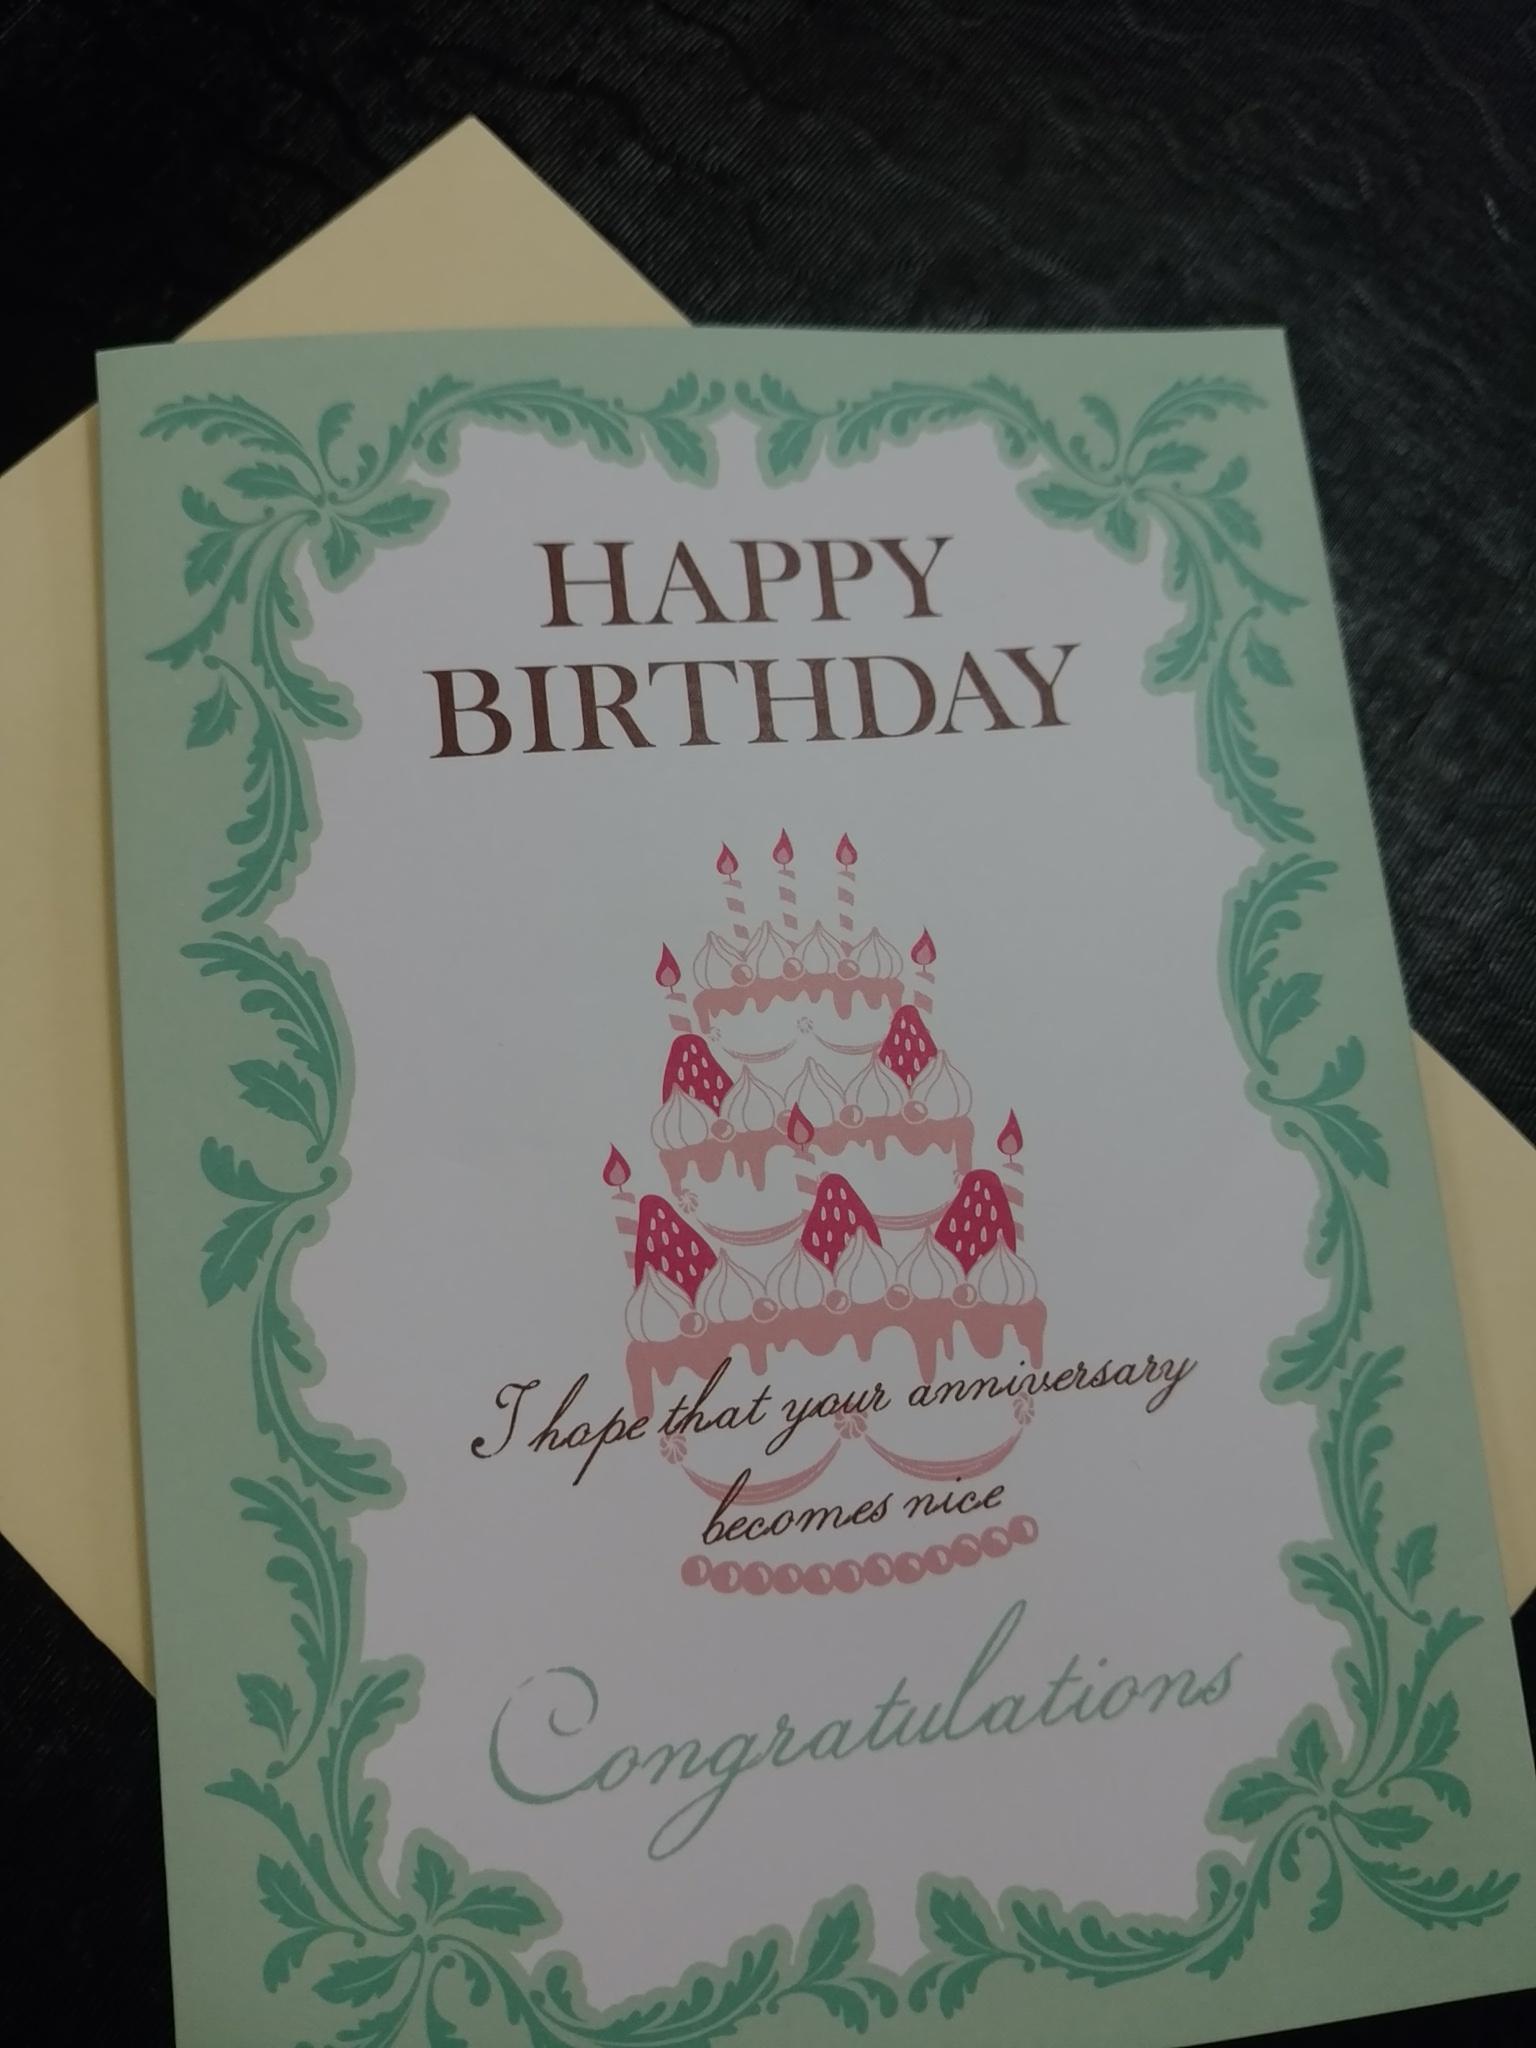 HAPPY
BIRTHDAY
I hope that your anniversary
becomes nice
Congratulations